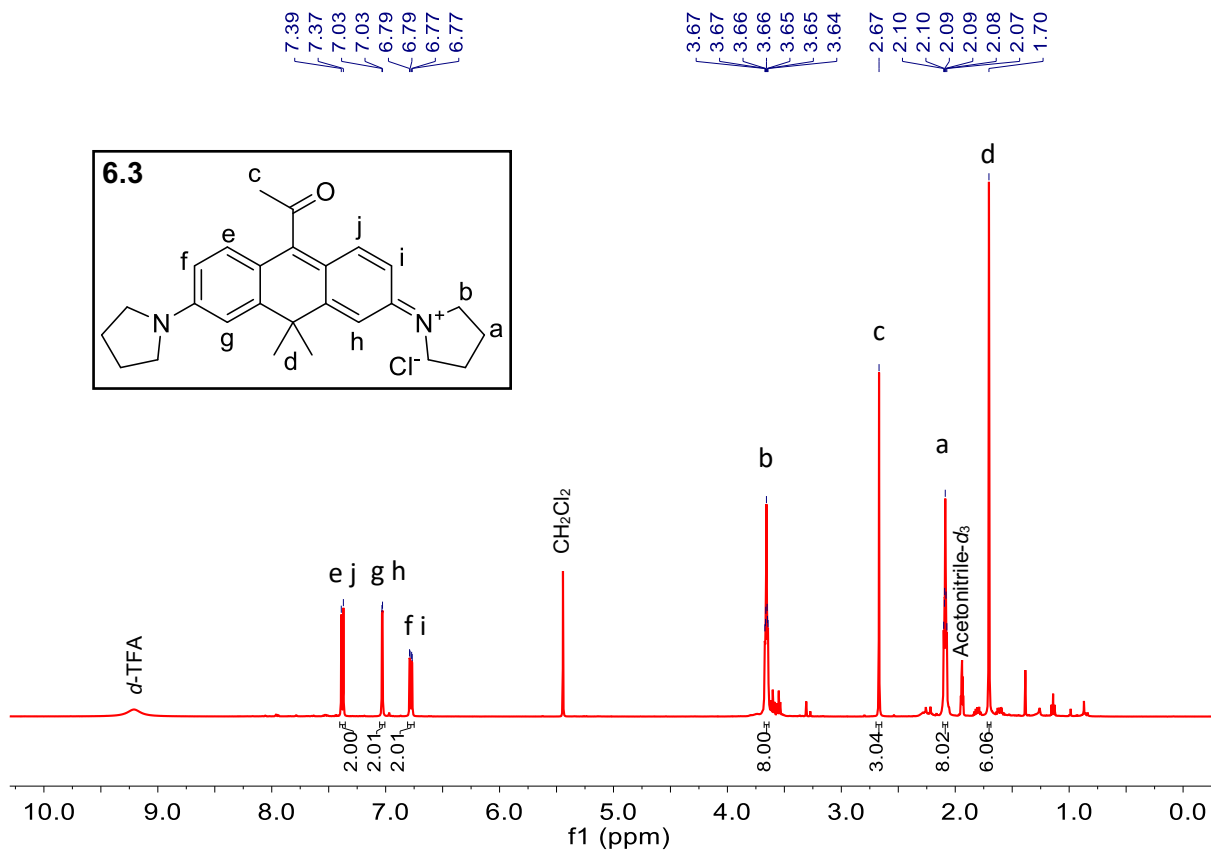 7.39 7.37 7.03 7.03 6.79 6.79 6.77 6.77 3.67 3.67 3.66 3.66 3.65 3.65 3.64 2.67 2.10 2.10 2.09 2.09 2.08 2.07 1.70
6.3
c
O
e
j
f
i
b
N
N+
a
g
h
d
Cl-
d
c
b
a
CH2Cl2
Acetonitrile-d3
e j
g h
f i
d-TFA
2.00 2.01 2.01 8.00 3.04 8.02 6.06
10.0 9.0 8.0 7.0 6.0 5.0 4.0 3.0 2.0 1.0 0.0
f1 (ppm)